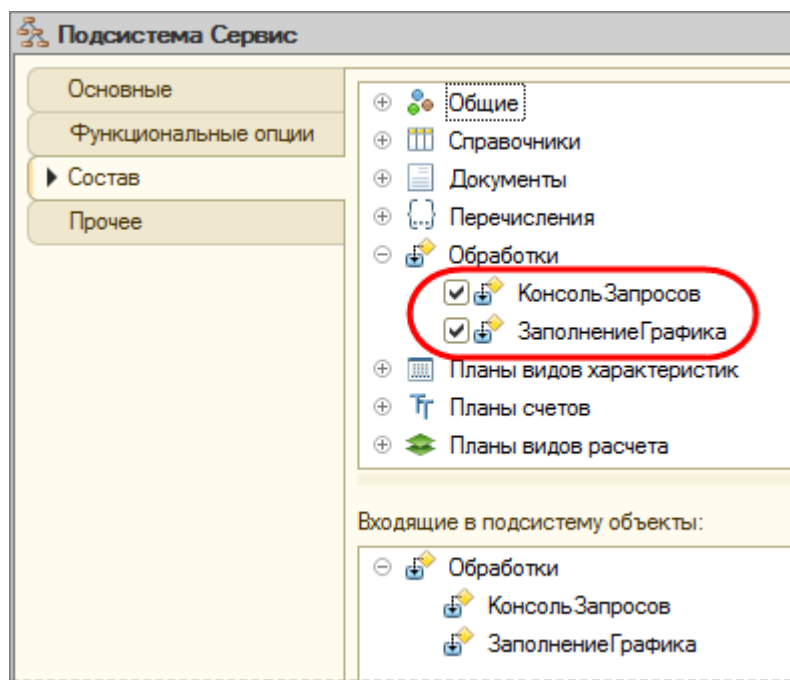 Подсистема Сервис
Основные
Функциональные опции
Состав
Прочее
Общие
Справочники
Документы
Перечисления
Обработки
КонсольЗапросов
ЗаполнениеГрафика
Планы видов характеристик
Планы счетов
Планы видов расчета
Входящие в подсистему объекты:
Обработки
КонсольЗапросов
ЗаполнениеГрафика